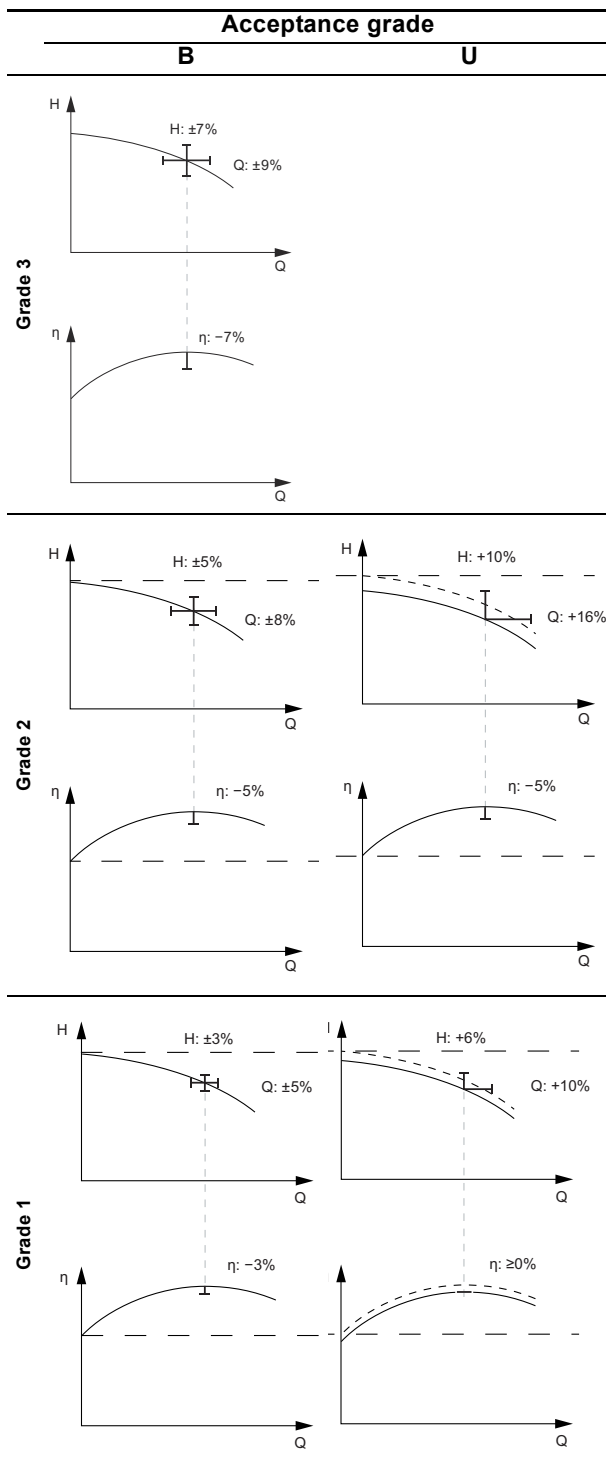 Acceptance grade
B U
Grade 3
H
H: ±7%
Q: ±9%
Q
η
η: −7%
Q
Grade 2
H
H: ±5%
Q: ±8%
Q
H
H: +10%
Q: +16%
Q
η
η: −5%
Q
η
η: −5%
Q
Grade 1
H
H: ±3%
Q: ±5%
Q
H: +6%
Q: +10%
Q
η
η: −3%
Q
η: ≥0%
Q